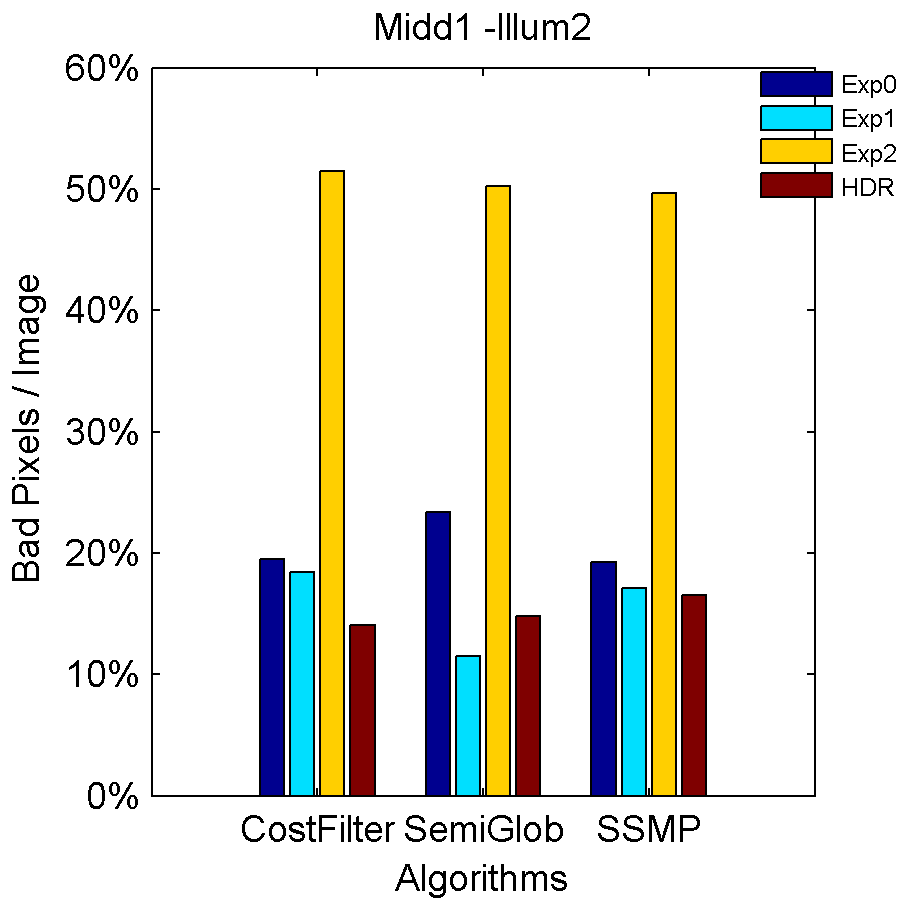 Midd1 -Illum2
60%
50%
40%
30%
20%
10%
0%
Bad Pixels / Image
Exp0
Exp1
Exp2
HDR
CostFilter SemiGlob SSMP
Algorithms